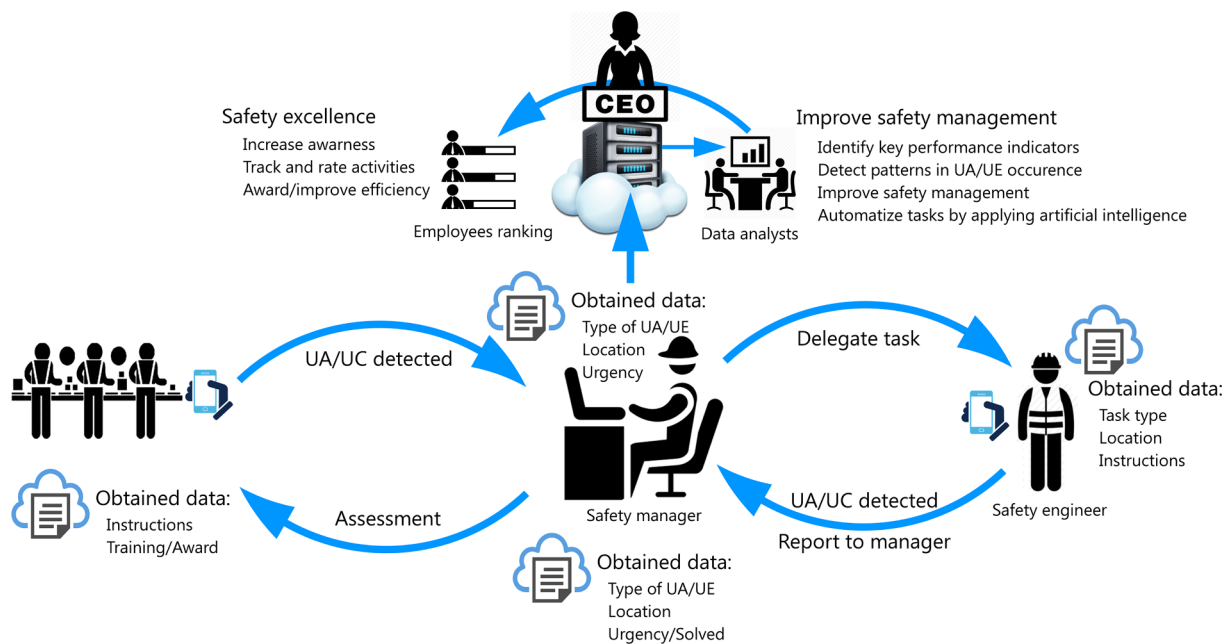 CEO
Safety excellence
Increase awarness
Track and rate activities
Award/improve efficiency
Employees ranking
Data analysts
Improve safety management
Identify key performance indicators
Detect patterns in UA/UE occurence
Improve safety management
Automatize tasks by applying artificial intelligence
UA/UC detected
Obtained data:
Type of UA/UE
Location
Urgency
Delegate task
Obtained data:
Task type
Location
Instructions
Obtained data:
Instructions
Training/Award
Assessment
Safety manager
UA/UC detected
Report to manager
Safety engineer
Obtained data:
Type of UA/UE
Location
Urgency/Solved